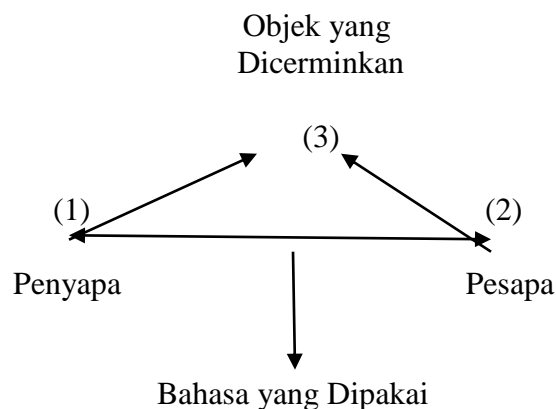 Objek yang
Dicerminkan
(3)
(1)
(2)
Penyapa
Pesapa
Bahasa yang Dipakai